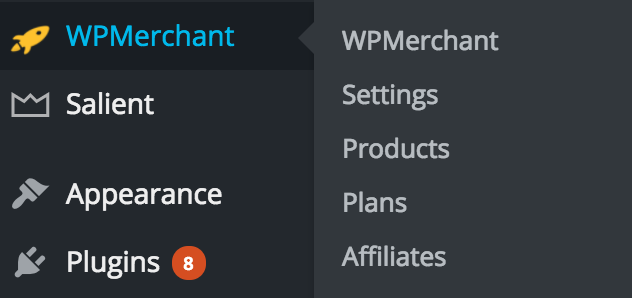 WPMerchant
Salient
Appearance
Plugins 8
WPMerchant
Settings
Products
Plans
Affiliates